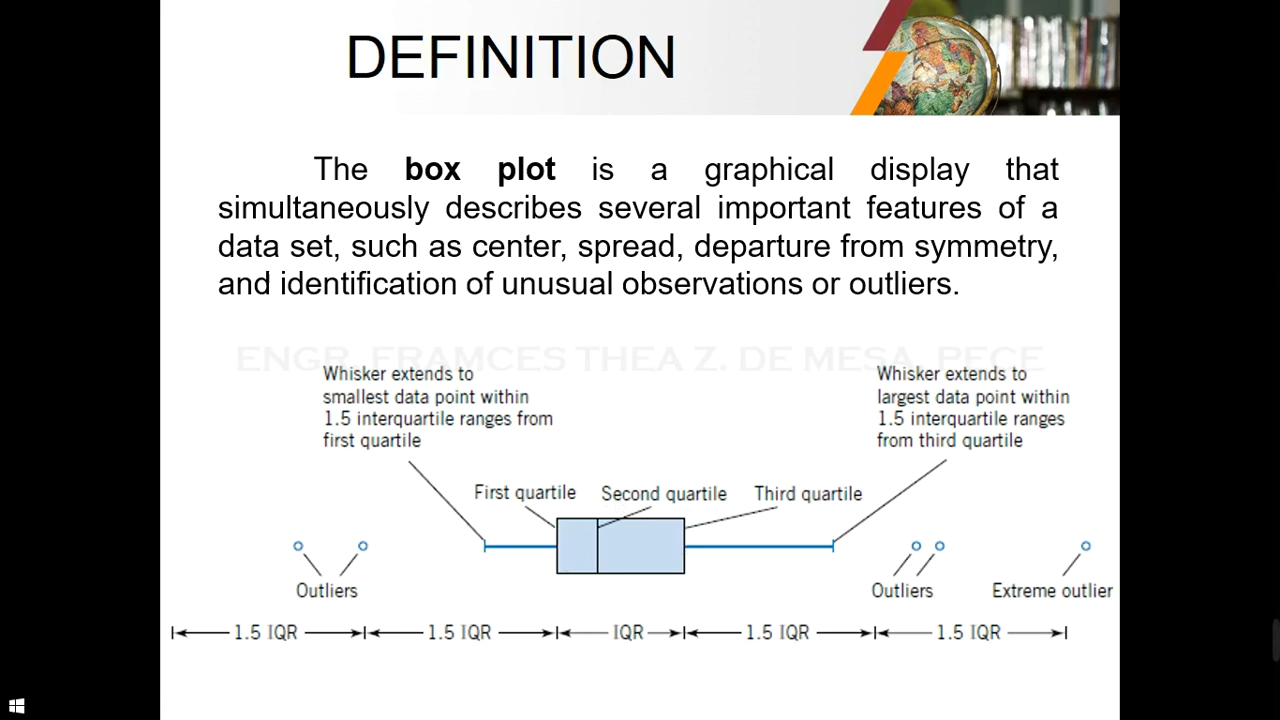 DEFINITION
The box plot is a graphical display that
simultaneously describes several important features of a
data set, such as center, spread, departure from symmetry,
and identification of unusual observations or outliers.
ENGR. FRAMCES THEA Z. DE MESA, PECE
Whisker extends to
smallest data point within
1.5 interquartile ranges from
first quartile
Whisker extends to
largest data point within
1.5 interquartile ranges
from third quartile
First quartile
Second quartile
Third quartile
Outliers
Outliers
Extreme outlier
1.5 IQR
1.5 IQR
IQR
1.5 IQR
1.5 IQR